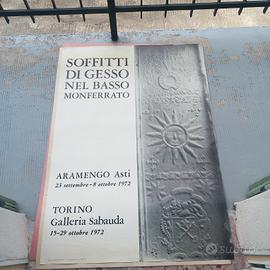 SOFFITTI
DI GESSO
NEL BASSO
MONFERRATO
ARAMENGO Asti
23 settembre-8 ottobre 1972
TORINO
Galleria Sabauda
15-29 ottobre 1972
subito